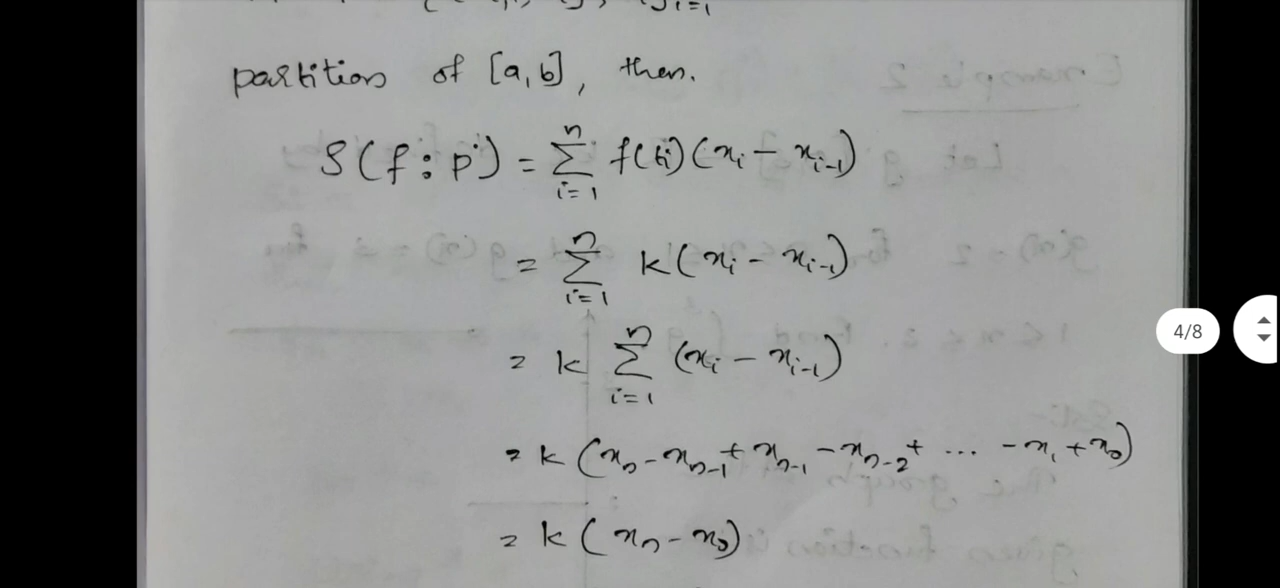 partition of [a, b], then.
S(f : p˙) = Σ_{i=1}^{n} f(ti)(x_i - x_{i-1})
= Σ_{i=1}^{n} k(x_i - x_{i-1})
= k Σ_{i=1}^{n} (x_i - x_{i-1})
= k (x_n - x_{n-1} + x_{n-1} - x_{n-2} + ... - x_1 + x_0)
= k (x_n - x_0)
4/8